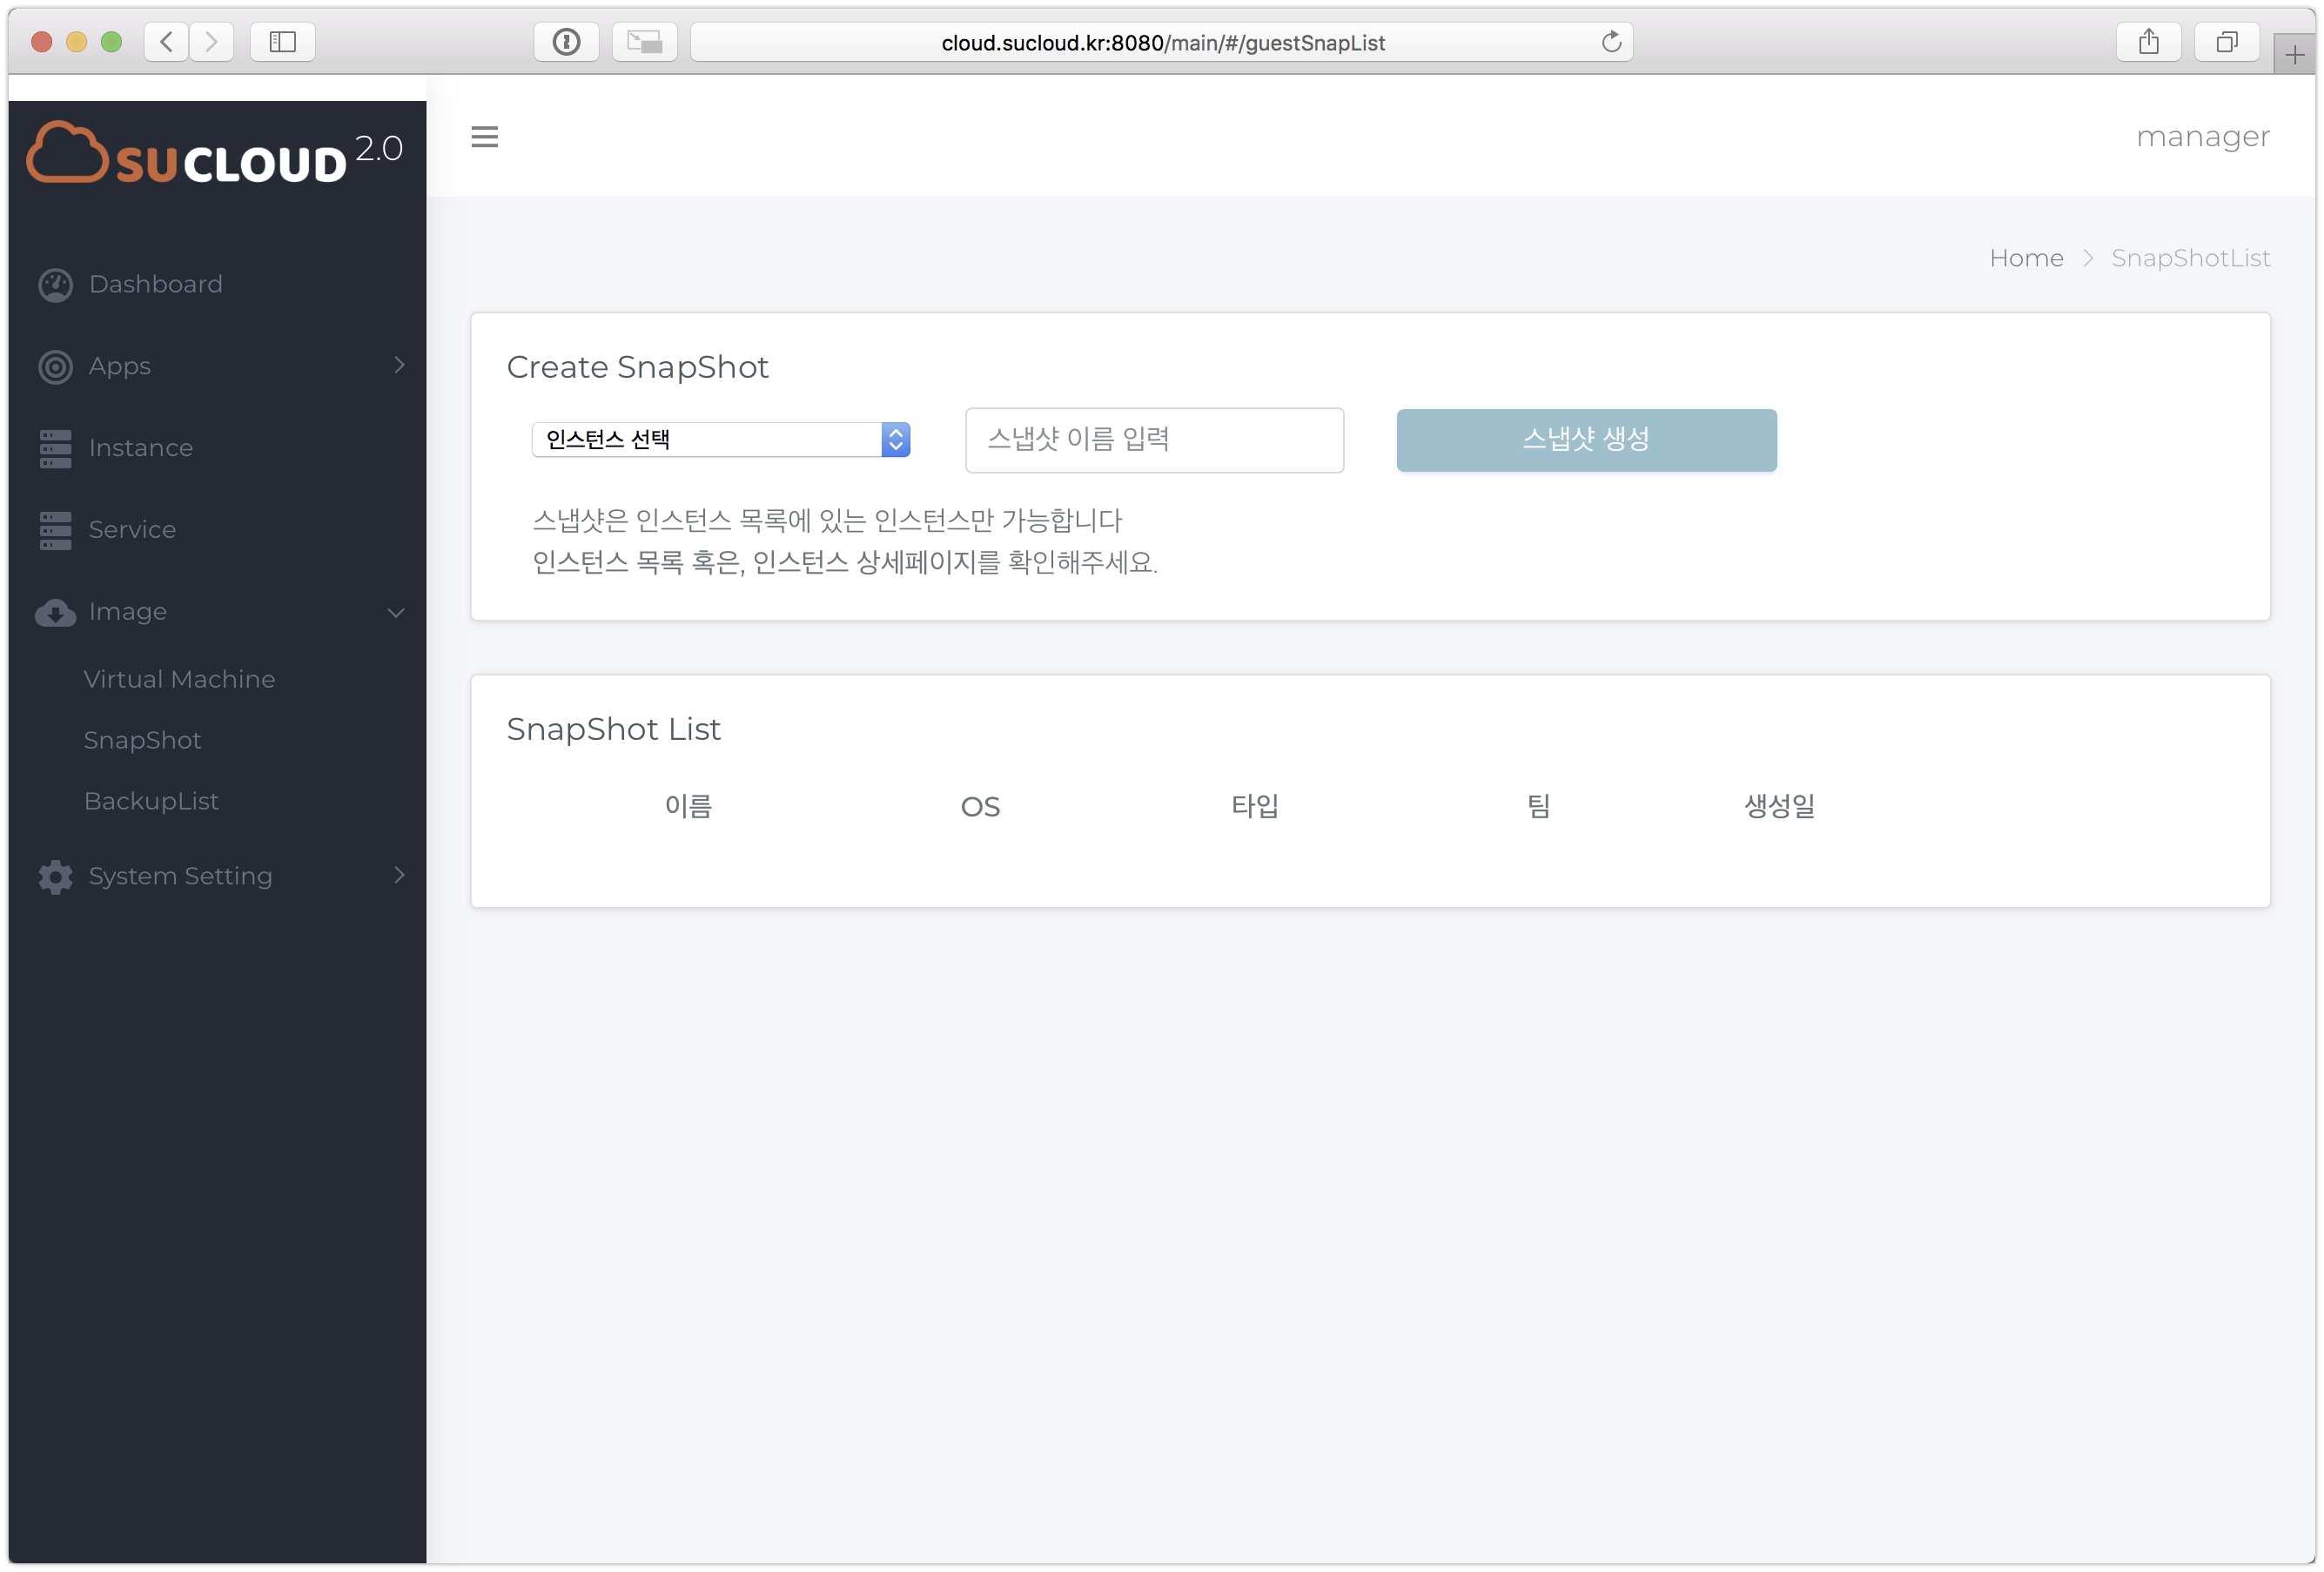 cloud.sucloud.kr:8080/main/#/guestSnapList
SUCLOUD 2.0
manager
Home > SnapShotList
Dashboard
Apps
Instance
Service
Image
Virtual Machine
SnapShot
BackupList
System Setting
Create SnapShot
인스턴스 선택
스냅샷 이름 입력
스냅샷 생성
스냅샷은 인스턴스 목록에 있는 인스턴스만 가능합니다
인스턴스 목록 혹은, 인스턴스 상세페이지를 확인해주세요.
SnapShot List
이름 OS 타입 팀 생성일